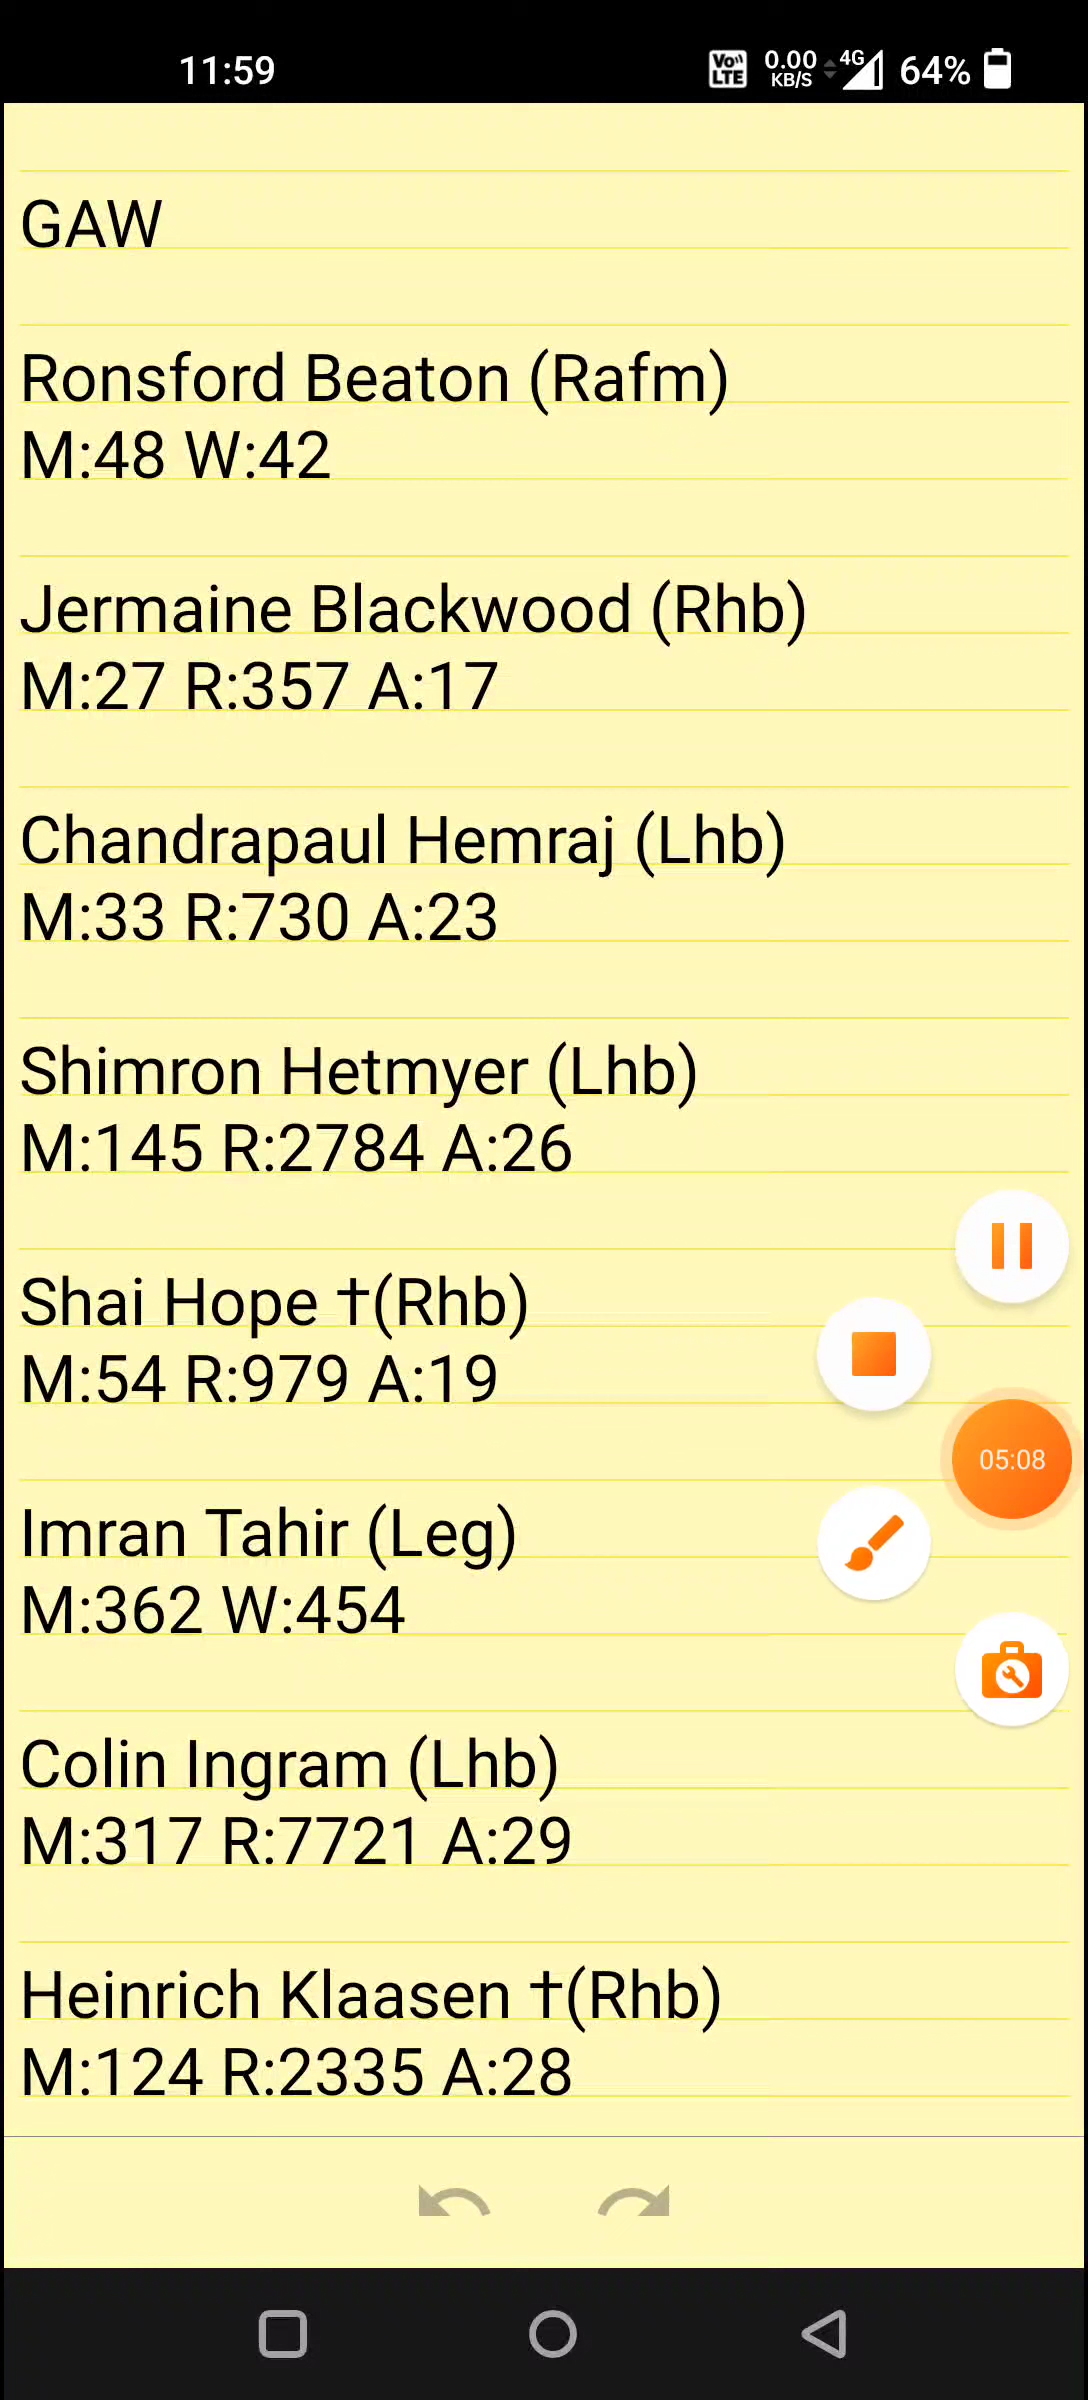 11:59 Vo)) LTE 0.00 KB/S 4G 64%
GAW
Ronsford Beaton (Rafm)
M:48 W:42
Jermaine Blackwood (Rhb)
M:27 R:357 A:17
Chandrapaul Hemraj (Lhb)
M:33 R:730 A:23
Shimron Hetmyer (Lhb)
M:145 R:2784 A:26
Shai Hope †(Rhb)
M:54 R:979 A:19
05:08
Imran Tahir (Leg)
M:362 W:454
Colin Ingram (Lhb)
M:317 R:7721 A:29
Heinrich Klaasen †(Rhb)
M:124 R:2335 A:28